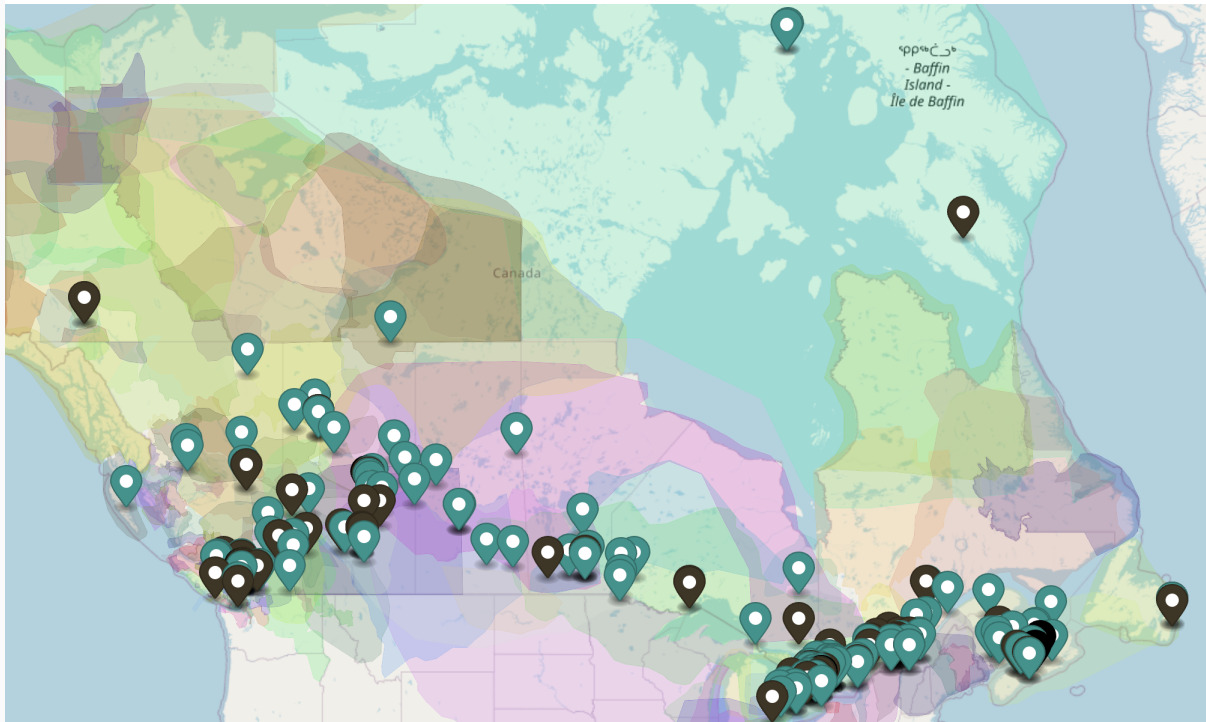 ᕿᑭᖅᑖᓗᒃ
- Baffin
Island -
Île de Baffin
Canada